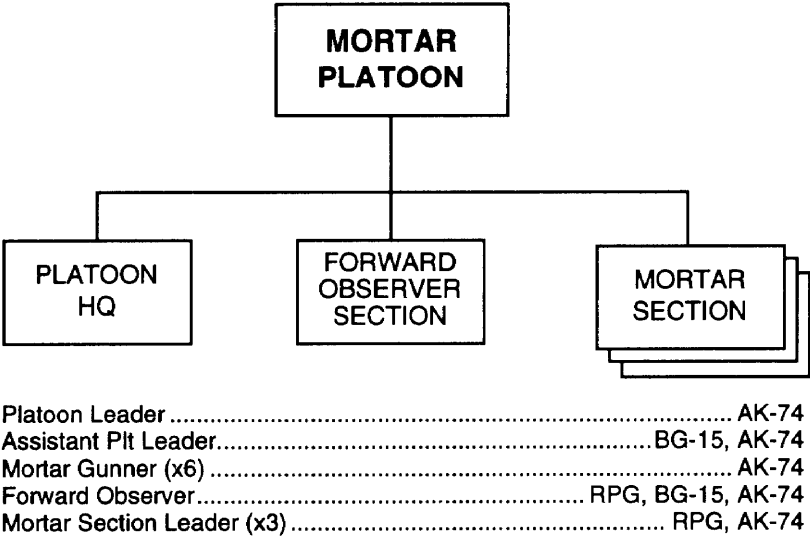 MORTAR
PLATOON
PLATOON
HQ
FORWARD
OBSERVER
SECTION
MORTAR
SECTION
Platoon Leader ........................................................................................ AK-74
Assistant Plt Leader.................................................................. BG-15, AK-74
Mortar Gunner (x6) ................................................................................. AK-74
Forward Observer.......................................................... RPG, BG-15, AK-74
Mortar Section Leader (x3) ......................................................... RPG, AK-74